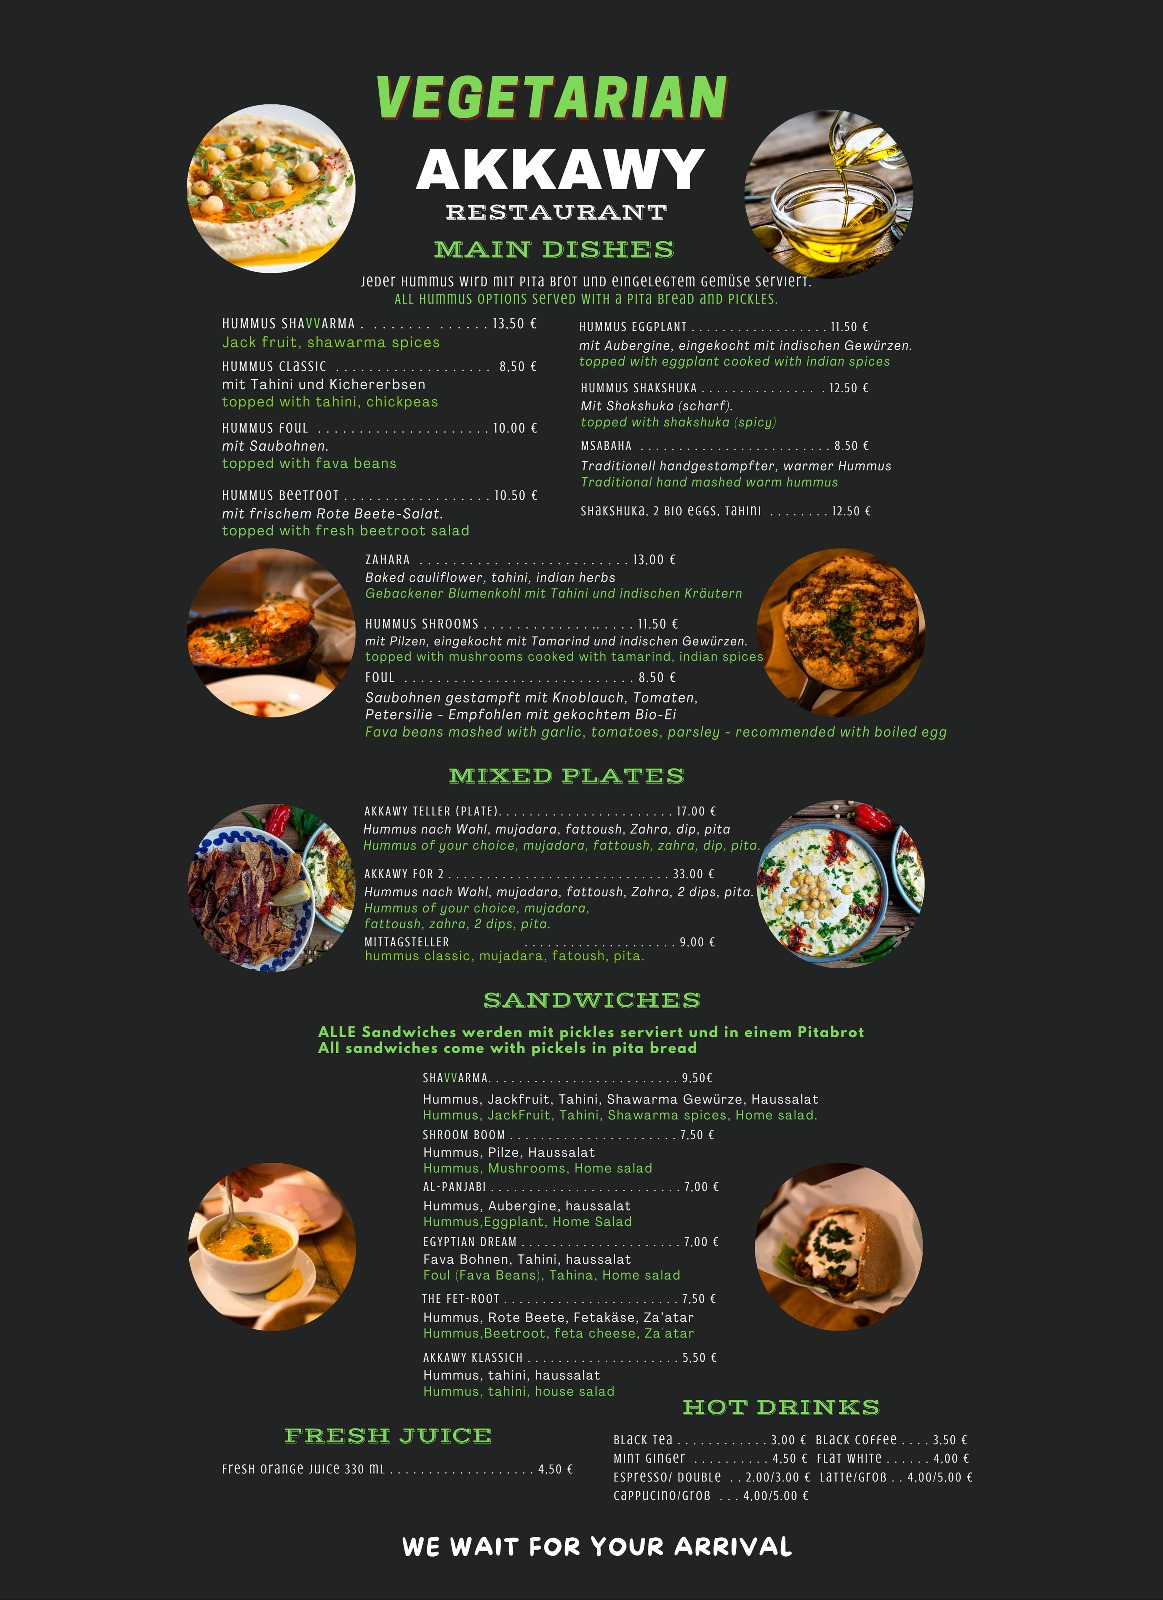 VEGETARIAN
AKKAWY
RESTAURANT
MAIN DISHES
Jeder Hummus wird mit Pita Brot und eingelegtem Gemüse serviert.
ALL Hummus options served with a Pita Bread and PICKLES.
HUMMUS SHAVVARMA . . . . . . . . . . . . . . 13.50 €
Jack fruit, shawarma spices
HUMMUS Classic . . . . . . . . . . . . . . . . . . . 8,50 €
mit Tahini und Kichererbsen
topped with tahini, chickpeas
HUMMUS FOUL . . . . . . . . . . . . . . . . . . . . . 10.00 €
mit Saubohnen.
topped with fava beans
HUMMUS Beetroot . . . . . . . . . . . . . . . . . . 10.50 €
mit frischem Rote Beete-Salat.
topped with fresh beetroot salad
HUMMUS EGGPLANT . . . . . . . . . . . . . . . . . . 11.50 €
mit Aubergine, eingekocht mit indischen Gewürzen.
topped with eggplant cooked with indian spices
HUMMUS SHAKSHUKA . . . . . . . . . . . . . . . . 12.50 €
Mit Shakshuka (scharf).
topped with shakshuka (spicy)
MSABAHA . . . . . . . . . . . . . . . . . . . . . . . . . 8.50 €
Traditionell handgestampfter, warmer Hummus
Traditional hand mashed warm hummus
Shakshuka, 2 Bio eggs, Tahini . . . . . . . . 12.50 €
ZAHARA . . . . . . . . . . . . . . . . . . . . . . . . . 13,00 €
Baked cauliflower, tahini, indian herbs
Gebackener Blumenkohl mit Tahini und indischen Kräutern
HUMMUS SHROOMS . . . . . . . . . . . . . . .. . . . . 11.50 €
mit Pilzen, eingekocht mit Tamarind und indischen Gewürzen.
topped with mushrooms cooked with tamarind, indian spices
FOUL . . . . . . . . . . . . . . . . . . . . . . . . . . . 8.50 €
Saubohnen gestampft mit Knoblauch, Tomaten,
Petersilie - Empfohlen mit gekochtem Bio-Ei
Fava beans mashed with garlic, tomatoes, parsley - recommended with boiled egg
MIXED PLATES
AKKAWY TELLER (PLATE). . . . . . . . . . . . . . . . . . . . . . . 17.00 €
Hummus nach Wahl, mujadara, fattoush, Zahra, dip, pita
Hummus of your choice, mujadara, fattoush, zahra, dip, pita.
AKKAWY FOR 2 . . . . . . . . . . . . . . . . . . . . . . . . . . . 33.00 €
Hummus nach Wahl, mujadara, fattoush, Zahra, 2 dips, pita.
Hummus of your choice, mujadara,
fattoush, zahra, 2 dips, pita.
MITTAGSTELLER . . . . . . . . . . . . . . . . . . . . . 9,00 €
hummus classic, mujadara, fatoush, pita.
SANDWICHES
ALLE Sandwiches werden mit pickles serviert und in einem Pitabrot
All sandwiches come with pickels in pita bread
SHAVVARMA. . . . . . . . . . . . . . . . . . . . . . . . . 9,50€
Hummus, Jackfruit, Tahini, Shawarma Gewürze, Haussalat
Hummus, JackFruit, Tahini, Shawarma spices, Home salad.
SHROOM BOOM . . . . . . . . . . . . . . . . . . . . . . 7,50 €
Hummus, Pilze, Haussalat
Hummus, Mushrooms, Home salad
AL-PANJABI . . . . . . . . . . . . . . . . . . . . . . . . . 7,00 €
Hummus, Aubergine, haussalat
Hummus,Eggplant, Home Salad
EGYPTIAN DREAM . . . . . . . . . . . . . . . . . . . . . 7,00 €
Fava Bohnen, Tahini, haussalat
Foul (Fava Beans), Tahina, Home salad
THE FET-ROOT . . . . . . . . . . . . . . . . . . . . . . . 7,50 €
Hummus, Rote Beete, Fetakäse, Za'atar
Hummus,Beetroot, feta cheese, Za'atar
AKKAWY KLASSICH . . . . . . . . . . . . . . . . . . . . 5,50 €
Hummus, tahini, haussalat
Hummus, tahini, house salad
FRESH JUICE
Fresh Orange Juice 330 mL . . . . . . . . . . . . . . . . . . . 4,50 €
HOT DRINKS
Black Tea . . . . . . . . . . . . 3,00 € Black Coffee . . . . 3,50 €
Mint Ginger . . . . . . . . . . 4,50 € Flat White . . . . . . 4,00 €
Espresso/ Double . . 2.00/3.00 € Latte/Groß . . 4,00/5.00 €
Cappucino/Groß . . . 4,00/5.00 €
WE WAIT FOR YOUR ARRIVAL